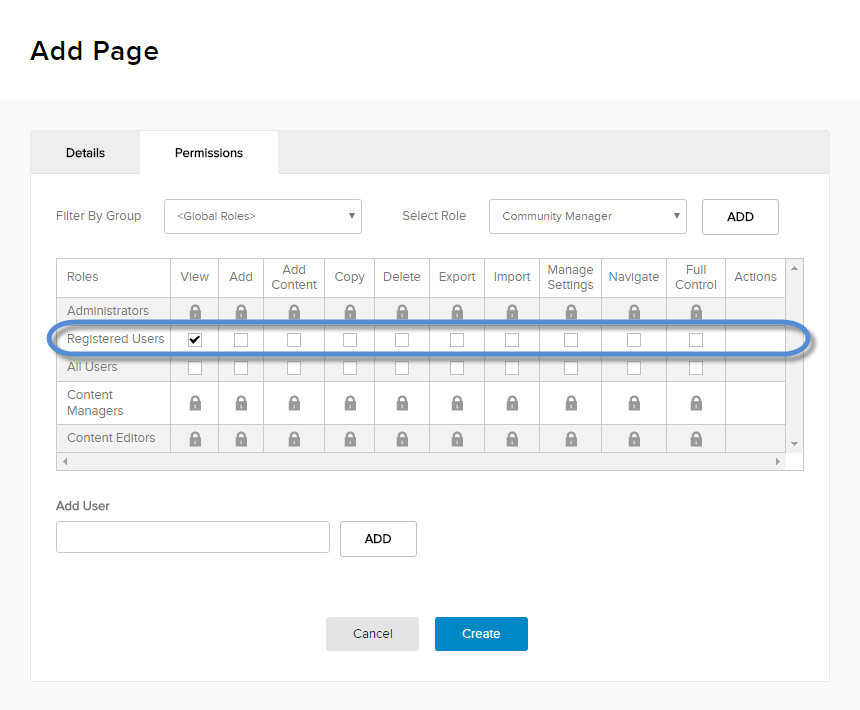 Add Page
Details Permissions
Filter By Group <Global Roles> Select Role Community Manager ADD
Roles View Add Add Content Copy Delete Export Import Manage Settings Navigate Full Control Actions
Administrators
Registered Users
All Users
Content
Managers
Content Editors
Add User
ADD
Cancel Create